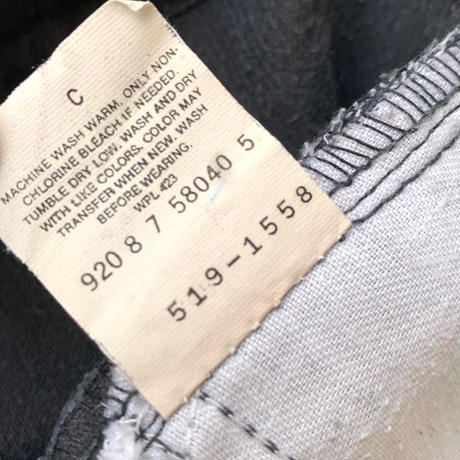 C
MACHINE WASH WARM. ONLY NON-
CHLORINE BLEACH IF NEEDED.
TUMBLE DRY LOW. WASH AND DRY
WITH LIKE COLORS. COLOR MAY
TRANSFER WHEN NEW. WASH
BEFORE WEARING.
WPL 423
920 8 7 58040 5
519-1558